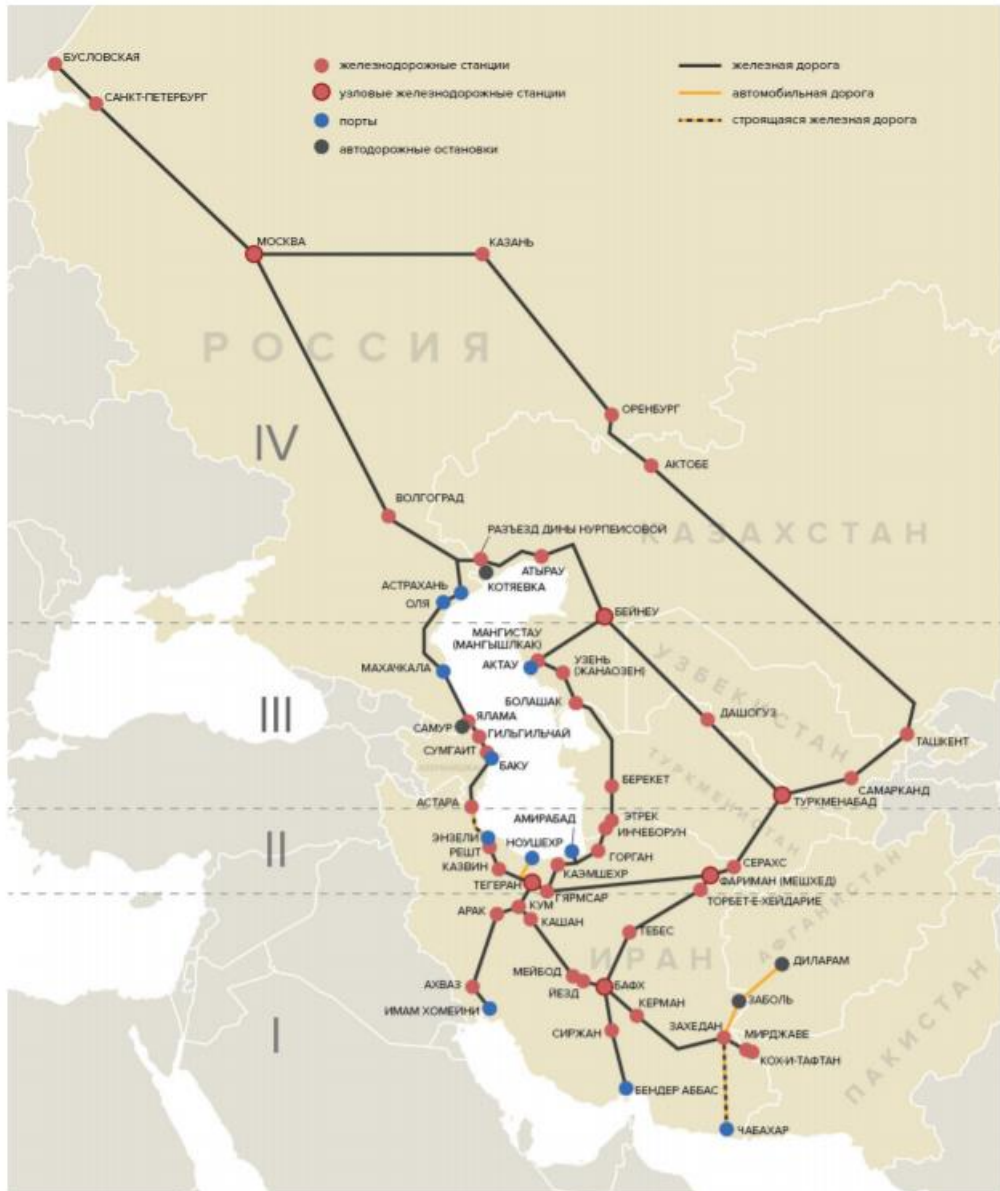 БУСЛОВСКАЯ
САНКТ-ПЕТЕРБУРГ
железнодорожные станции
узловые железнодорожные станции
порты
автодорожные остановки
железная дорога
автомобильная дорога
строящаяся железная дорога
МОСКВА
КАЗАНЬ
РОССИЯ
ОРЕНБУРГ
IV
АКТОБЕ
ВОЛГОГРАД
РАЗЪЕЗД ДИНЫ НУРПЕИСОВОЙ
КАЗАХСТАН
АТЫРАУ
АСТРАХАНЬ
КОТЯЕВКА
ОЛЯ
БЕЙНЕУ
МАНГИСТАУ
(МАНГЫШЛКАК)
УЗБЕКИСТАН
МАХАЧКАЛА
АКТАУ
УЗЕНЬ
(ЖАНАОЗЕН)
БОЛАШАК
III
ЯЛАМА
ДАШОГУЗ
САМУР
ГИЛЬГИЛЬЧАЙ
ТАШКЕНТ
СУМГАИТ
БАКУ
ТУРКМЕНИСТАН
БЕРЕКЕТ
САМАРКАНД
АСТАРА
ТУРКМЕНАБАД
АМИРАБАД
ЭТРЕК
ИНЧЕБОРУН
ЭНЗЕЛИ
НОУШЕХР
II
РЕШТ
ГОРГАН
КАЗВИН
КАЭМШЕХР
СЕРАХС
ТЕГЕРАН
ФАРИМАН (МЕШХЕД)
ГЯРМСАР
ТОРБЕТ-Е-ХЕЙДАРИЕ
АФГАНИСТАН
КУМ
АРАК
КАШАН
ТЕБЕС
ИРАН
ДИЛАРАМ
МЕЙБОД
АХВАЗ
ЙЕЗД
БАФХ
ЗАБОЛЬ
ПАКИСТАН
ИМАМ ХОМЕЙНИ
КЕРМАН
I
СИРЖАН
ЗАХЕДАН
МИРДЖАВЕ
КОХ-И-ТАФТАН
БЕНДЕР АББАС
ЧАБАХАР